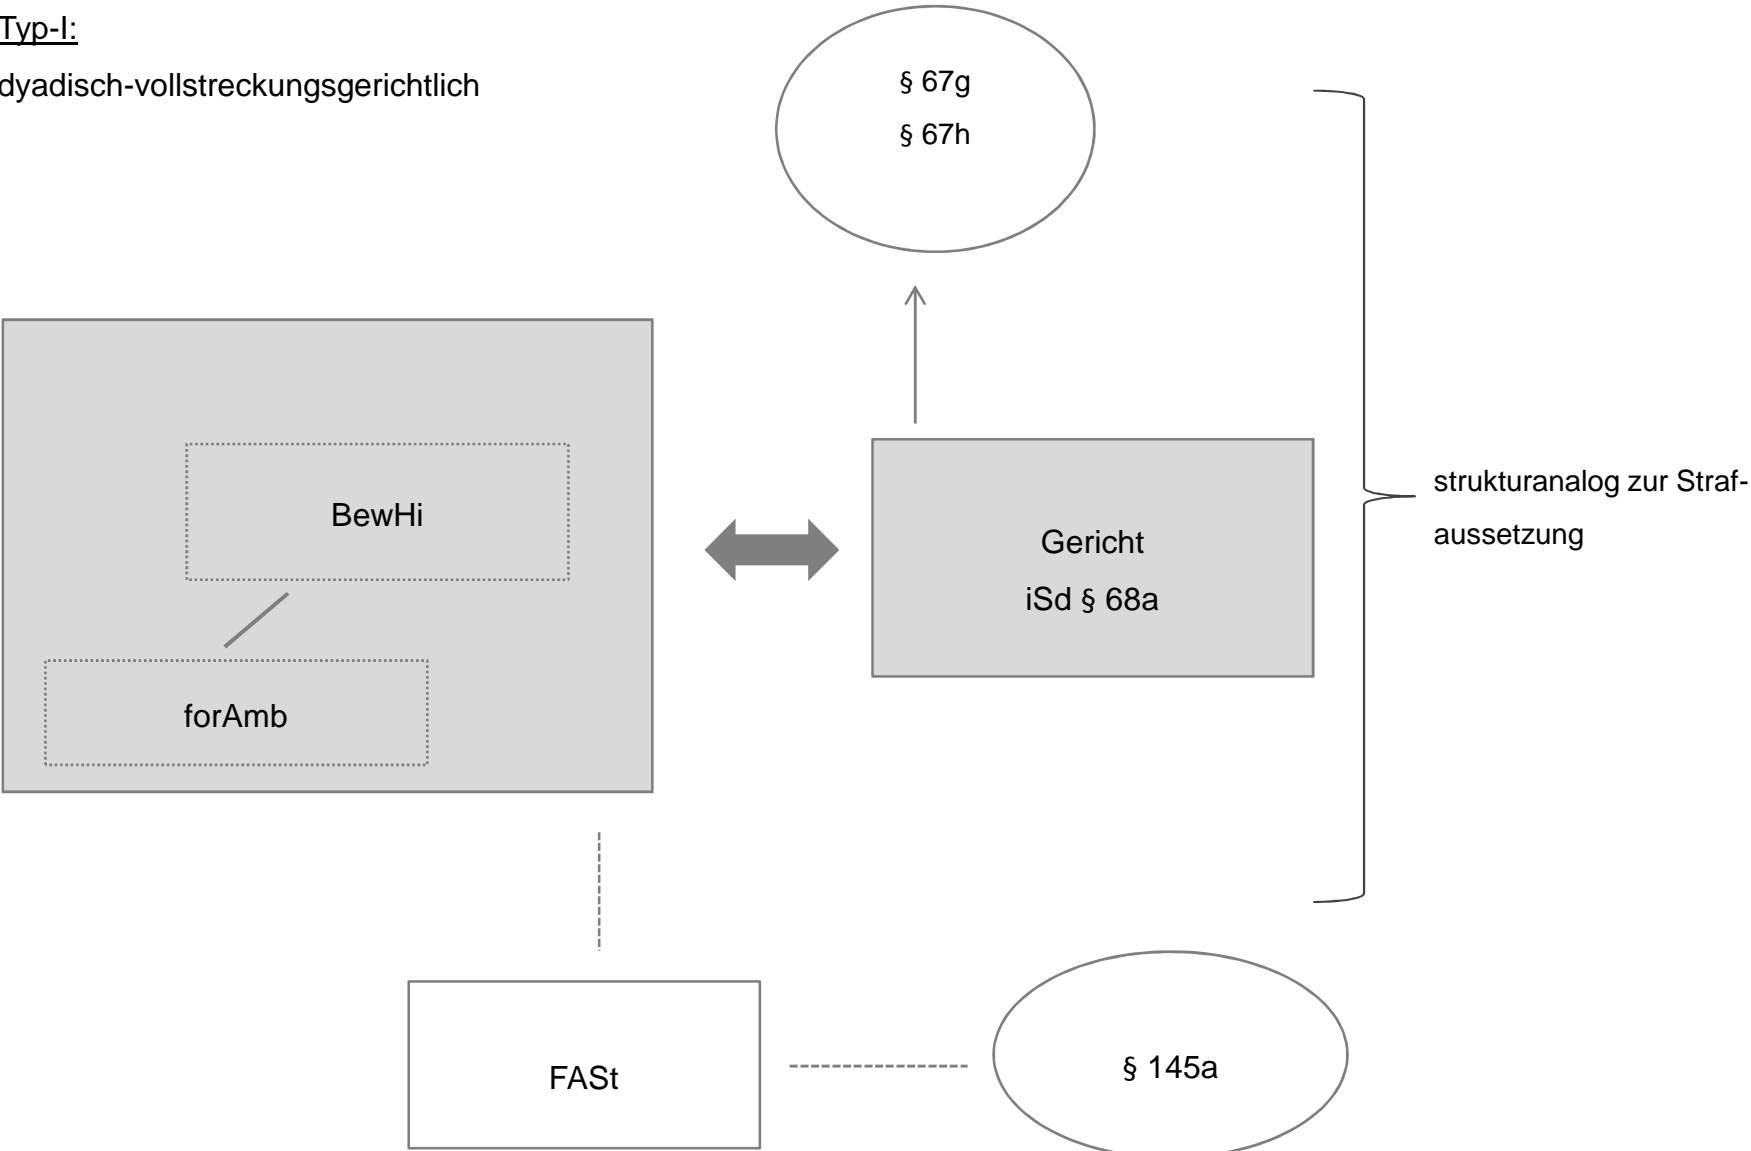 Typ-I:
dyadisch-vollstreckungsgerichtlich
§ 67g
§ 67h
BewHi
forAmb
Gericht
iSd § 68a
strukturanalog zur Straf-
aussetzung
FASt
§ 145a